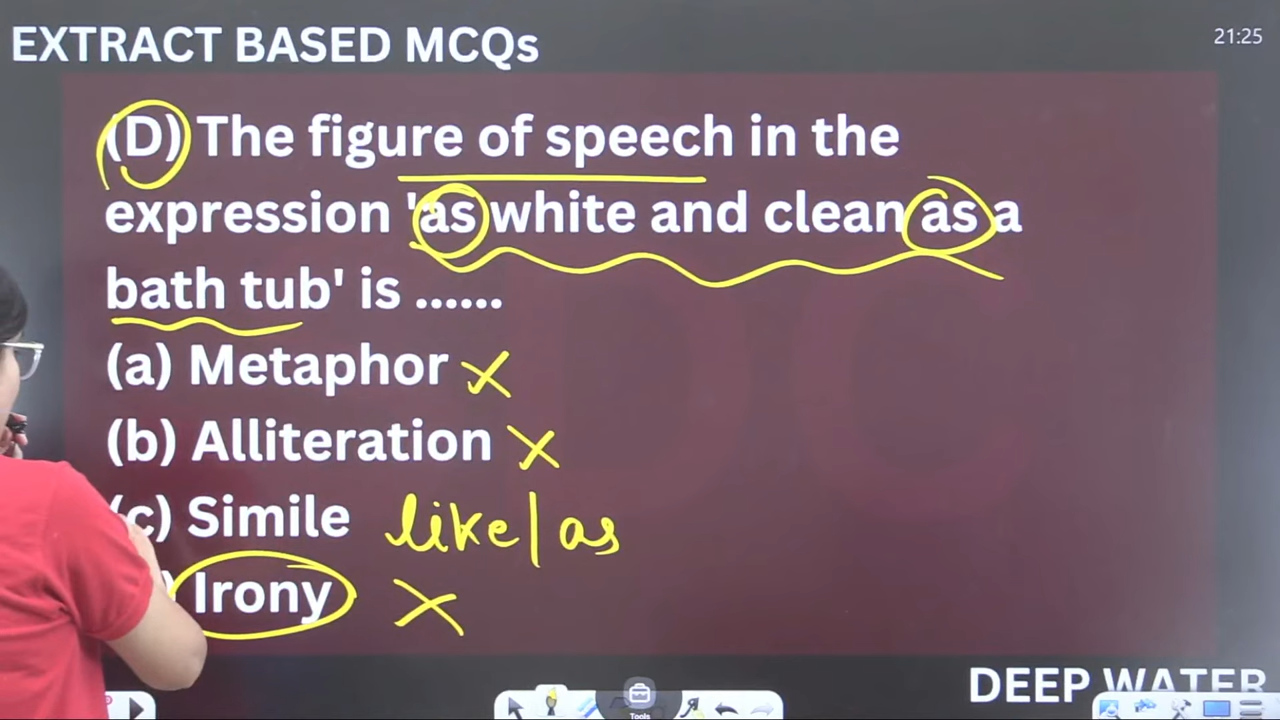 EXTRACT BASED MCQs
21:25
(D) The figure of speech in the
expression 'as white and clean as a
bath tub' is ......
(a) Metaphor X
(b) Alliteration X
(c) Simile like/as
) Irony X
DEEP WATER
Tools